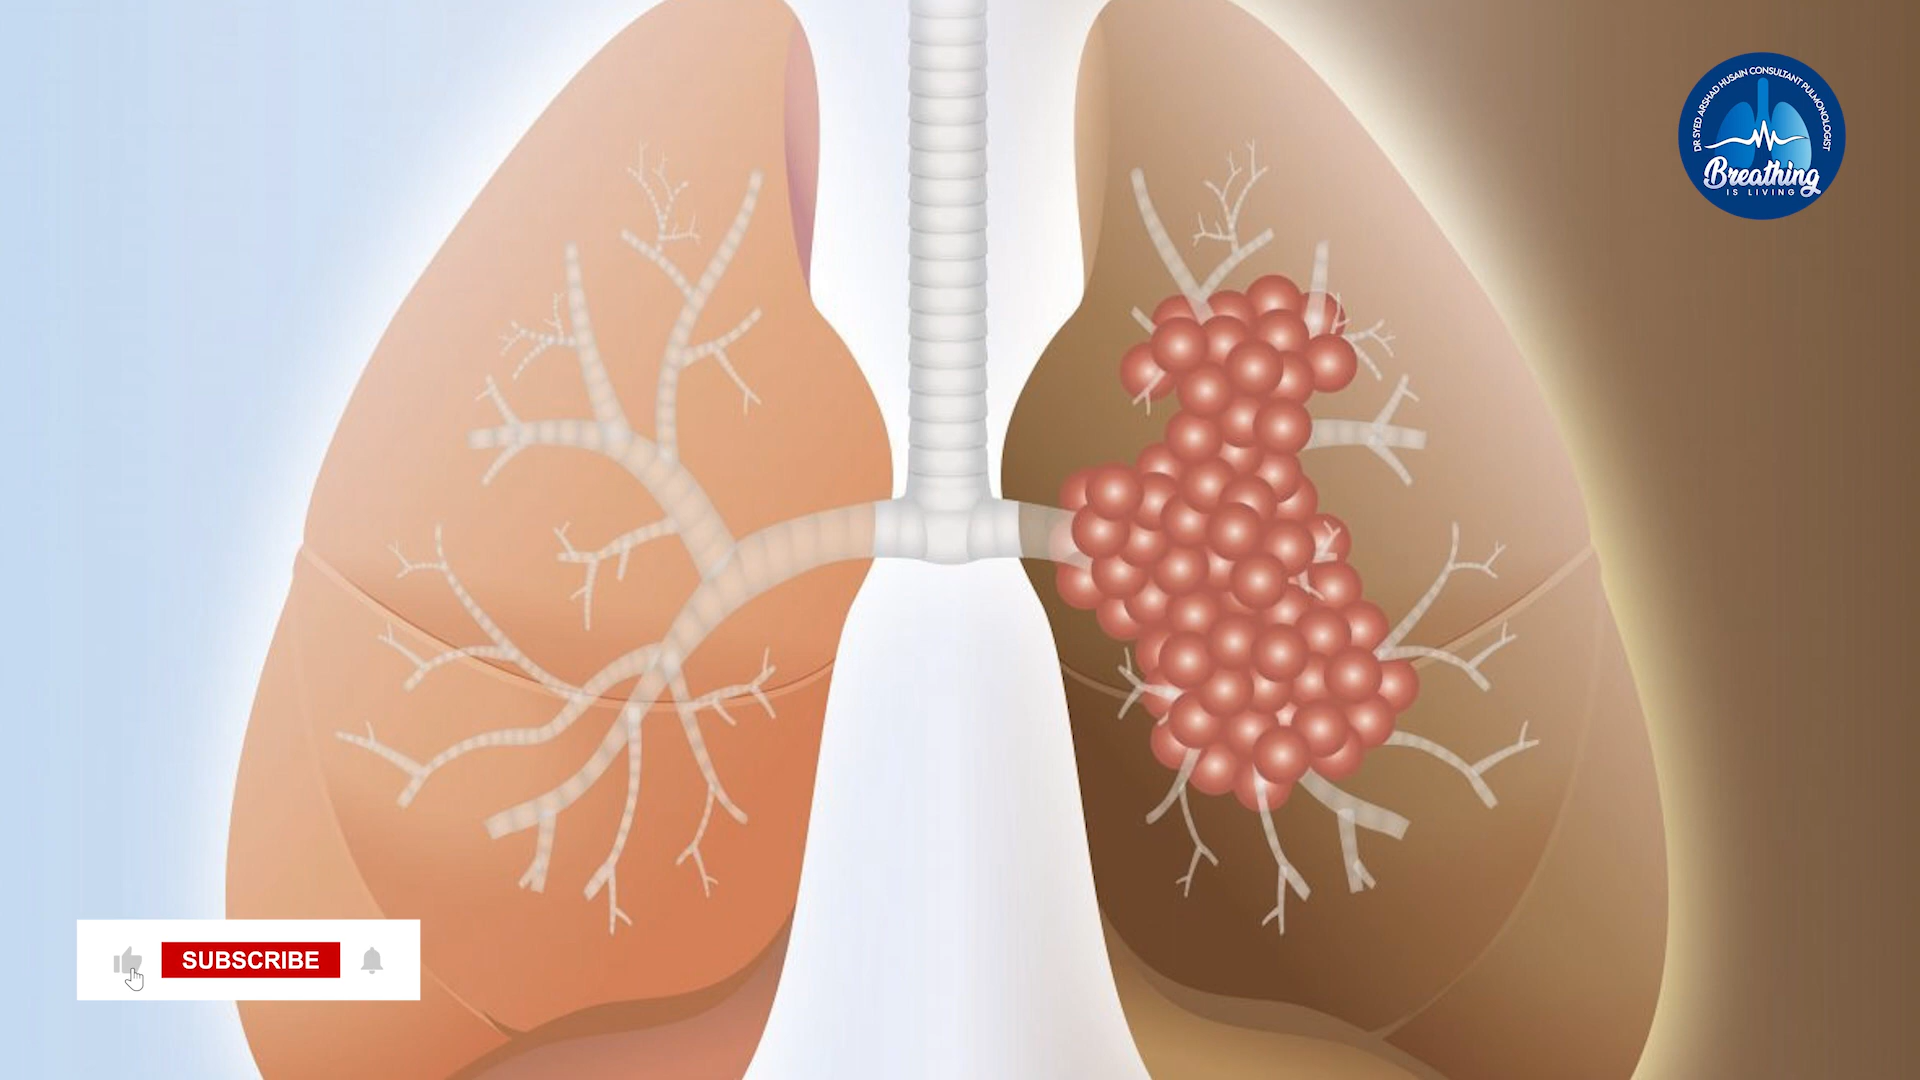 DR SYED ARSHAD HUSAIN CONSULTANT PULMONOLOGIST
Breathing
IS LIVING
SUBSCRIBE